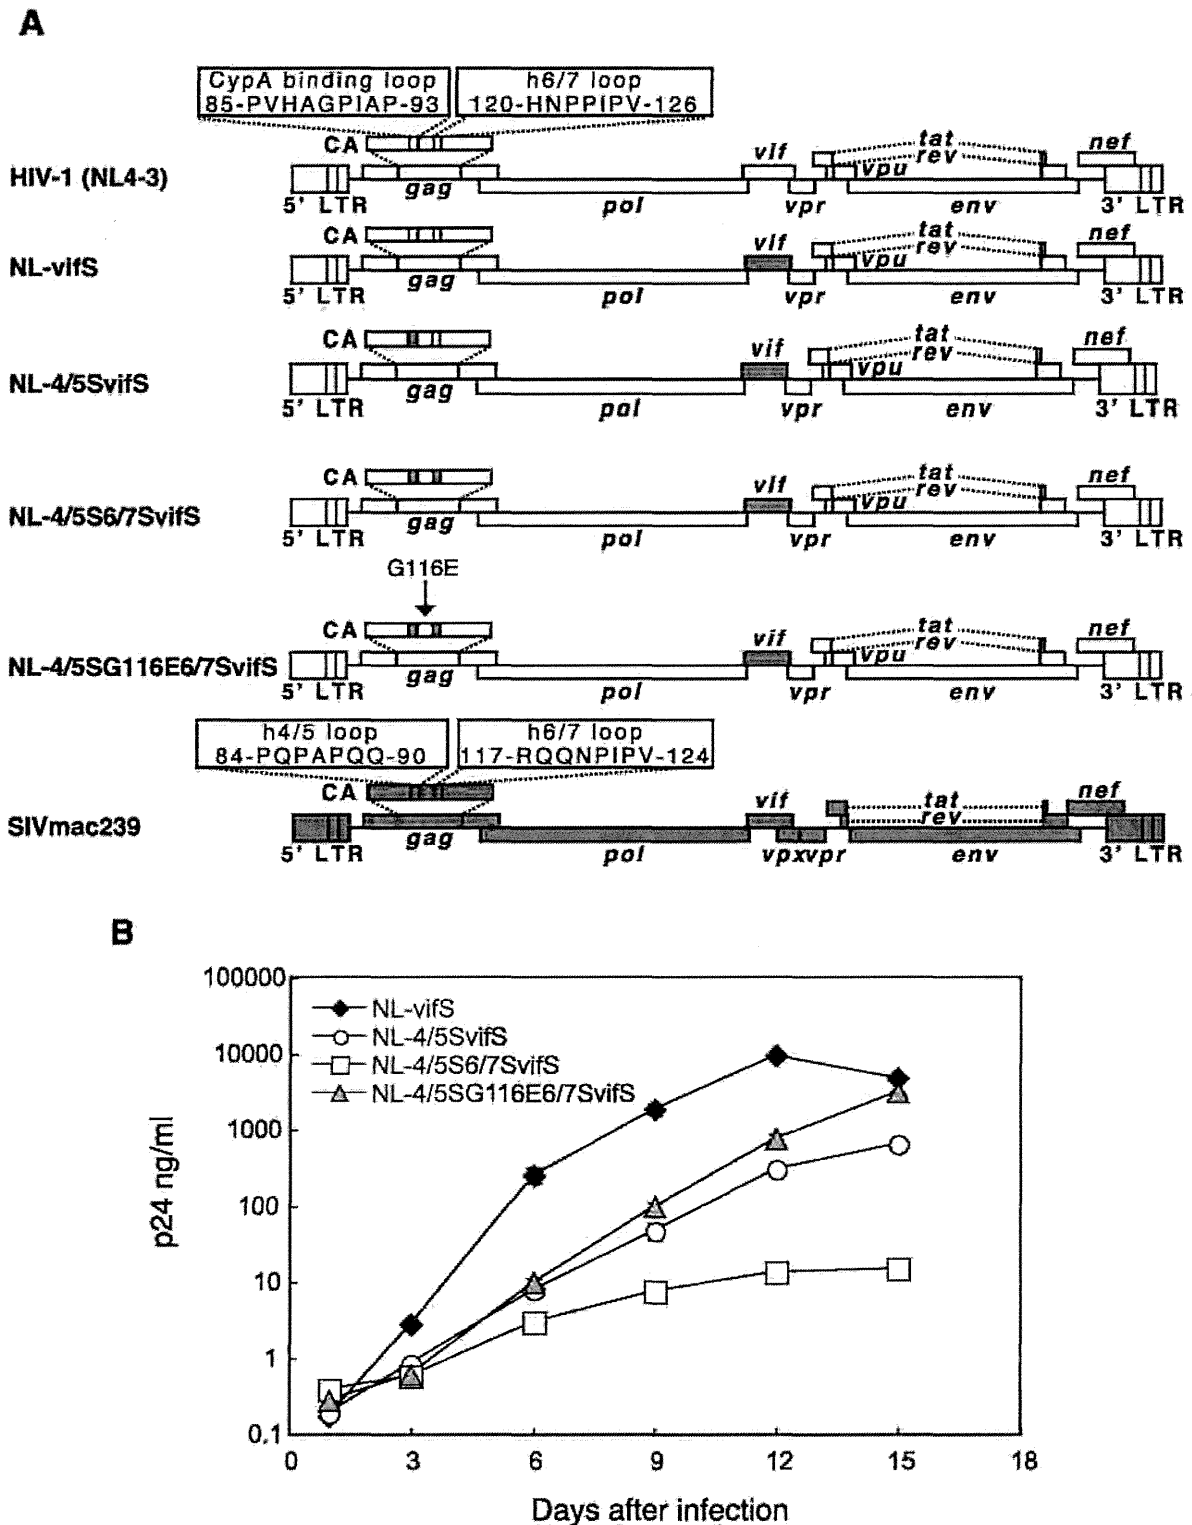 A
CypA binding loop
85-PVHAGPIAP-93
h6/7 loop
120-HNPPIPV-126
CA
vif
tat
rev
nef
HIV-1 (NL4-3)
gag
vpu
5' LTR
pol
vpr
env
3' LTR
CA
vif
tat
rev
nef
NL-vifS
gag
vpu
5' LTR
pol
vpr
env
3' LTR
CA
vif
tat
rev
nef
NL-4/5SvifS
gag
vpu
5' LTR
pol
vpr
env
3' LTR
CA
vif
tat
rev
nef
NL-4/5S6/7SvifS
gag
vpu
5' LTR
pol
vpr
env
3' LTR
G116E
CA
vif
tat
rev
nef
NL-4/5SG116E6/7SvifS
gag
vpu
5' LTR
pol
vpr
env
3' LTR
h4/5 loop
84-PQPAPQQ-90
h6/7 loop
117-RQQNPIPV-124
CA
vif
tat
rev
nef
SIVmac239
gag
5' LTR
pol
vpxvpr
env
3' LTR
B
100000
10000
1000
100
10
1
0.1
p24 ng/ml
NL-vifS
NL-4/5SvifS
NL-4/5S6/7SvifS
NL-4/5SG116E6/7SvifS
0 3 6 9 12 15 18
Days after infection